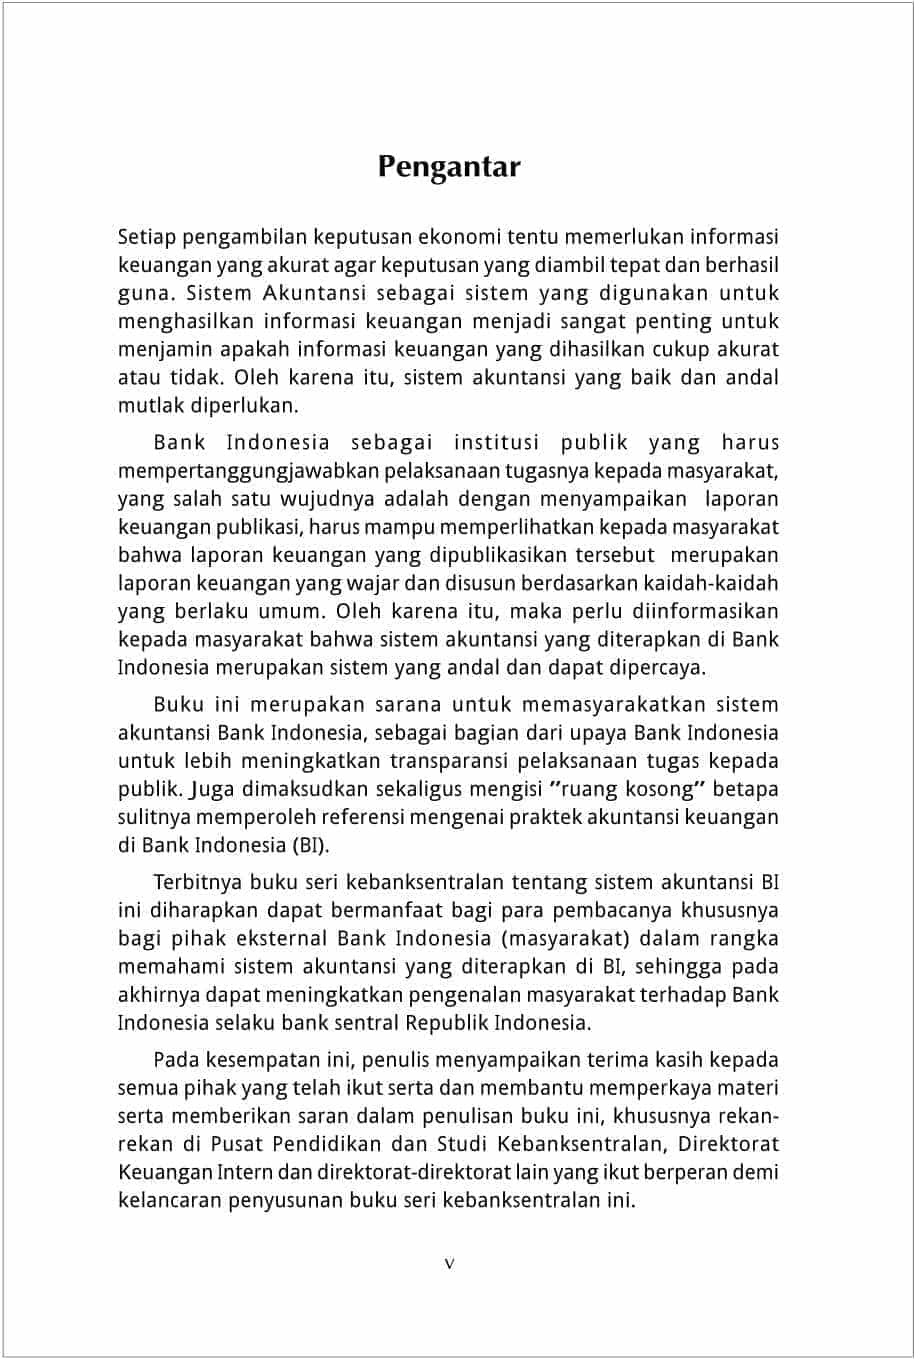 Pengantar
Setiap pengambilan keputusan ekonomi tentu memerlukan informasi
keuangan yang akurat agar keputusan yang diambil tepat dan berhasil
guna. Sistem Akuntansi sebagai sistem yang digunakan untuk
menghasilkan informasi keuangan menjadi sangat penting untuk
menjamin apakah informasi keuangan yang dihasilkan cukup akurat
atau tidak. Oleh karena itu, sistem akuntansi yang baik dan andal
mutlak diperlukan.
Bank Indonesia sebagai institusi publik yang harus
mempertanggungjawabkan pelaksanaan tugasnya kepada masyarakat,
yang salah satu wujudnya adalah dengan menyampaikan laporan
keuangan publikasi, harus mampu memperlihatkan kepada masyarakat
bahwa laporan keuangan yang dipublikasikan tersebut merupakan
laporan keuangan yang wajar dan disusun berdasarkan kaidah-kaidah
yang berlaku umum. Oleh karena itu, maka perlu diinformasikan
kepada masyarakat bahwa sistem akuntansi yang diterapkan di Bank
Indonesia merupakan sistem yang andal dan dapat dipercaya.
Buku ini merupakan sarana untuk memasyarakatkan sistem
akuntansi Bank Indonesia, sebagai bagian dari upaya Bank Indonesia
untuk lebih meningkatkan transparansi pelaksanaan tugas kepada
publik. Juga dimaksudkan sekaligus mengisi ”ruang kosong” betapa
sulitnya memperoleh referensi mengenai praktek akuntansi keuangan
di Bank Indonesia (BI).
Terbitnya buku seri kebanksentralan tentang sistem akuntansi BI
ini diharapkan dapat bermanfaat bagi para pembacanya khususnya
bagi pihak eksternal Bank Indonesia (masyarakat) dalam rangka
memahami sistem akuntansi yang diterapkan di BI, sehingga pada
akhirnya dapat meningkatkan pengenalan masyarakat terhadap Bank
Indonesia selaku bank sentral Republik Indonesia.
Pada kesempatan ini, penulis menyampaikan terima kasih kepada
semua pihak yang telah ikut serta dan membantu memperkaya materi
serta memberikan saran dalam penulisan buku ini, khususnya rekan-
rekan di Pusat Pendidikan dan Studi Kebanksentralan, Direktorat
Keuangan Intern dan direktorat-direktorat lain yang ikut berperan demi
kelancaran penyusunan buku seri kebanksentralan ini.
v